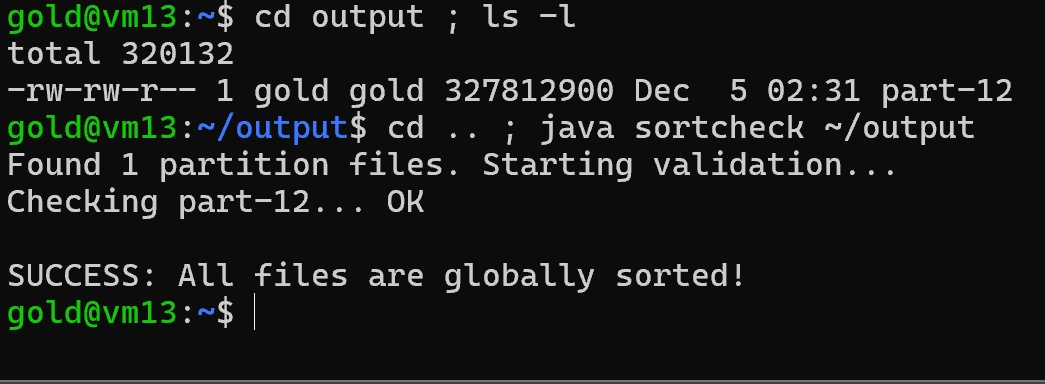 gold@vm13:~$ cd output ; ls -l
total 320132
-rw-rw-r-- 1 gold gold 327812900 Dec  5 02:31 part-12
gold@vm13:~/output$ cd .. ; java sortcheck ~/output
Found 1 partition files. Starting validation...
Checking part-12... OK
SUCCESS: All files are globally sorted!
gold@vm13:~$